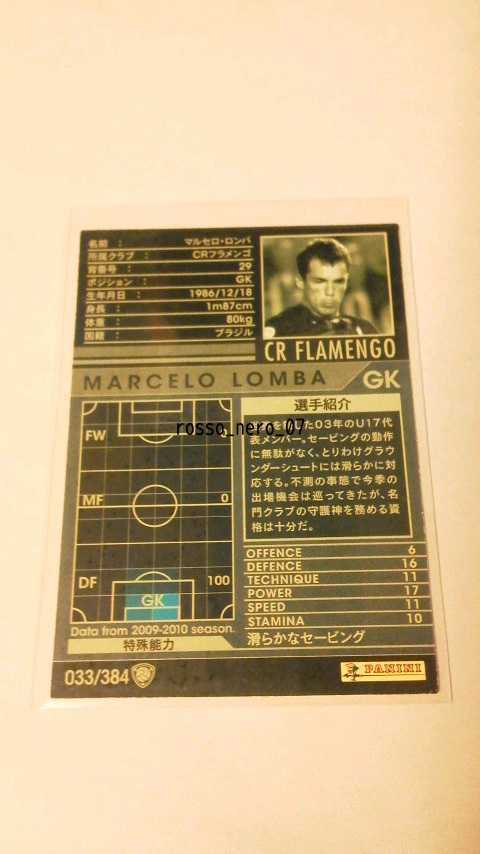 名前 : マルセロ・ロンバ
所属クラブ : CRフラメンゴ
背番号 : 29
ポジション : GK
生年月日 : 1986/12/18
身長 : 1m87cm
体重 : 80kg
国籍 : ブラジル
CR FLAMENGO
MARCELO LOMBA GK
選手紹介
rosso_nero_07
た03年のU17代
表メンバー。セービングの動作
に無駄がなく、とりわけグラウ
ンダーシュートには滑らかに対
応する。不測の事態で今季の
出場機会は巡ってきたが、名
門クラブの守護神を務める資
格は十分だ。
FW
MF 0
DF 100
GK
Data from 2009-2010 season.
OFFENCE 6
DEFENCE 16
TECHNIQUE 11
POWER 17
SPEED 11
STAMINA 10
特殊能力 滑らかなセービング
033/384
PANINI